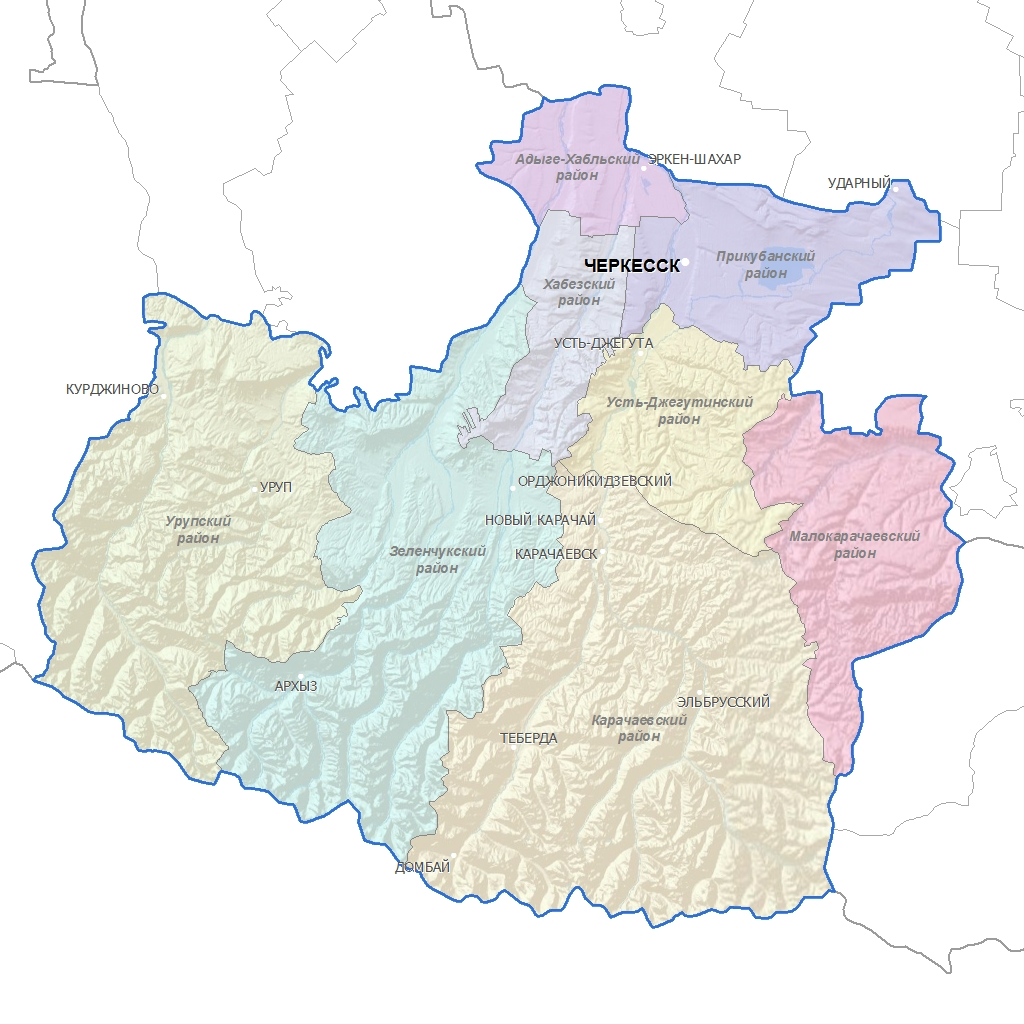 Адыге-Хабльский
район
ЭРКЕН-ШАХАР
УДАРНЫЙ
ЧЕРКЕССК
Прикубанский
район
Хабезский
район
УСТЬ-ДЖЕГУТА
КУРДЖИНОВО
Усть-Джегутинский
район
УРУП
ОРДЖОНИКИДЗЕВСКИЙ
Урупский
район
НОВЫЙ КАРАЧАЙ
Малокарачаевский
район
Зеленчукский
район
КАРАЧАЕВСК
АРХЫЗ
ЭЛЬБРУССКИЙ
Карачаевский
район
ТЕБЕРДА
ДОМБАЙ